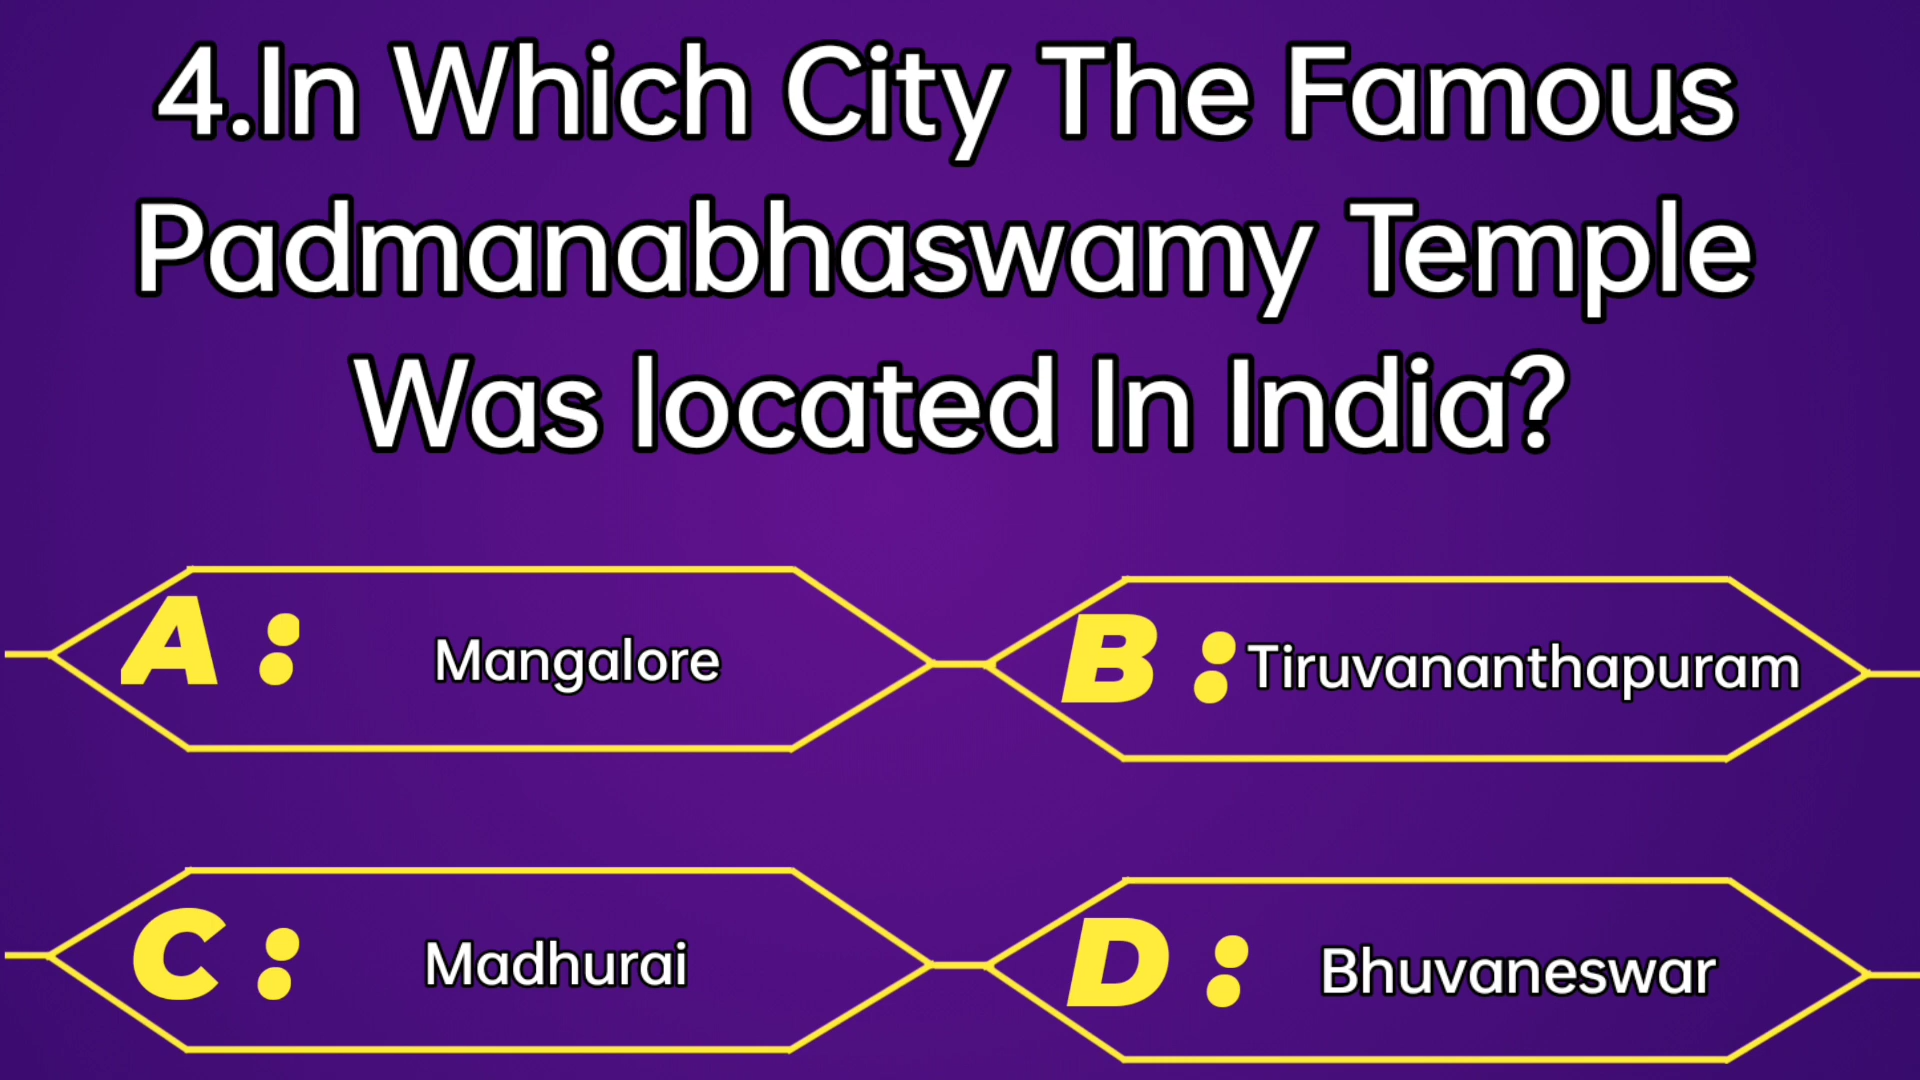 4.In Which City The Famous
Padmanabhaswamy Temple
Was located In India?
A : Mangalore
B : Tiruvananthapuram
C : Madhurai
D : Bhuvaneswar